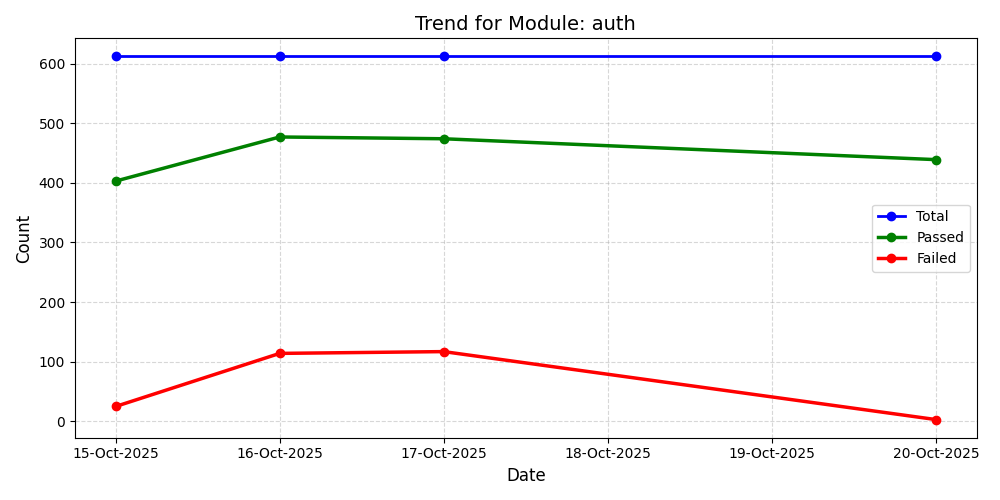 Trend for Module: auth
600
500
400
300
200
100
0
Count
Total
Passed
Failed
15-Oct-2025 16-Oct-2025 17-Oct-2025 18-Oct-2025 19-Oct-2025 20-Oct-2025
Date